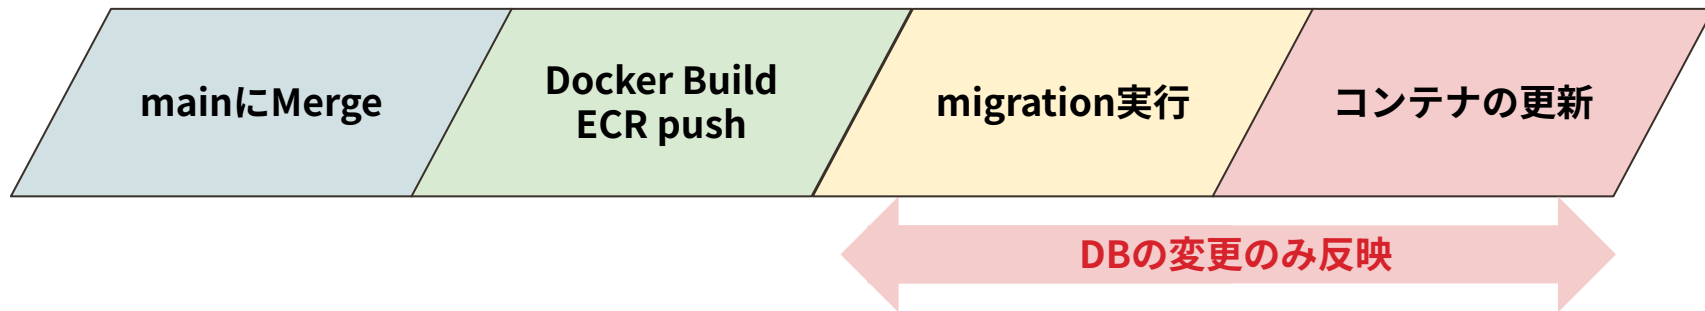 mainにMerge
Docker Build
ECR push
migration実行
コンテナの更新
DBの変更のみ反映